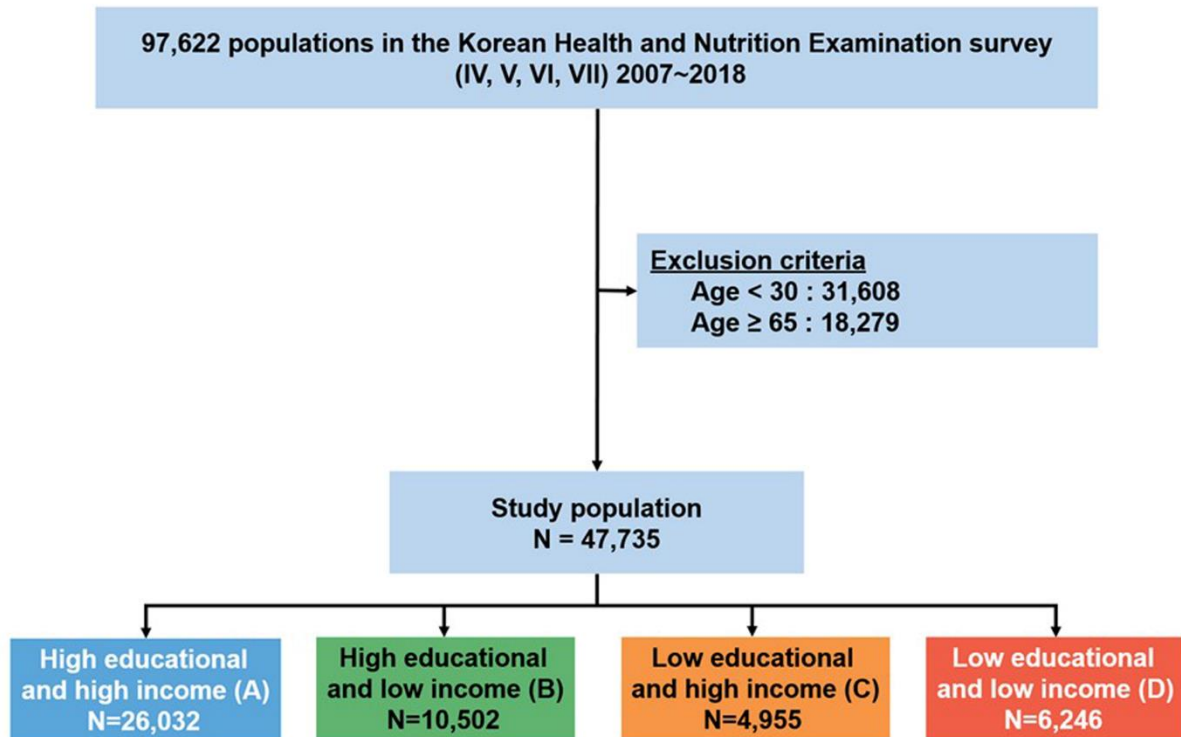 97,622 populations in the Korean Health and Nutrition Examination survey
(IV, V, VI, VII) 2007~2018
Exclusion criteria
Age < 30 : 31,608
Age ≥ 65 : 18,279
Study population
N = 47,735
High educational
and high income (A)
N=26,032
High educational
and low income (B)
N=10,502
Low educational
and high income (C)
N=4,955
Low educational
and low income (D)
N=6,246